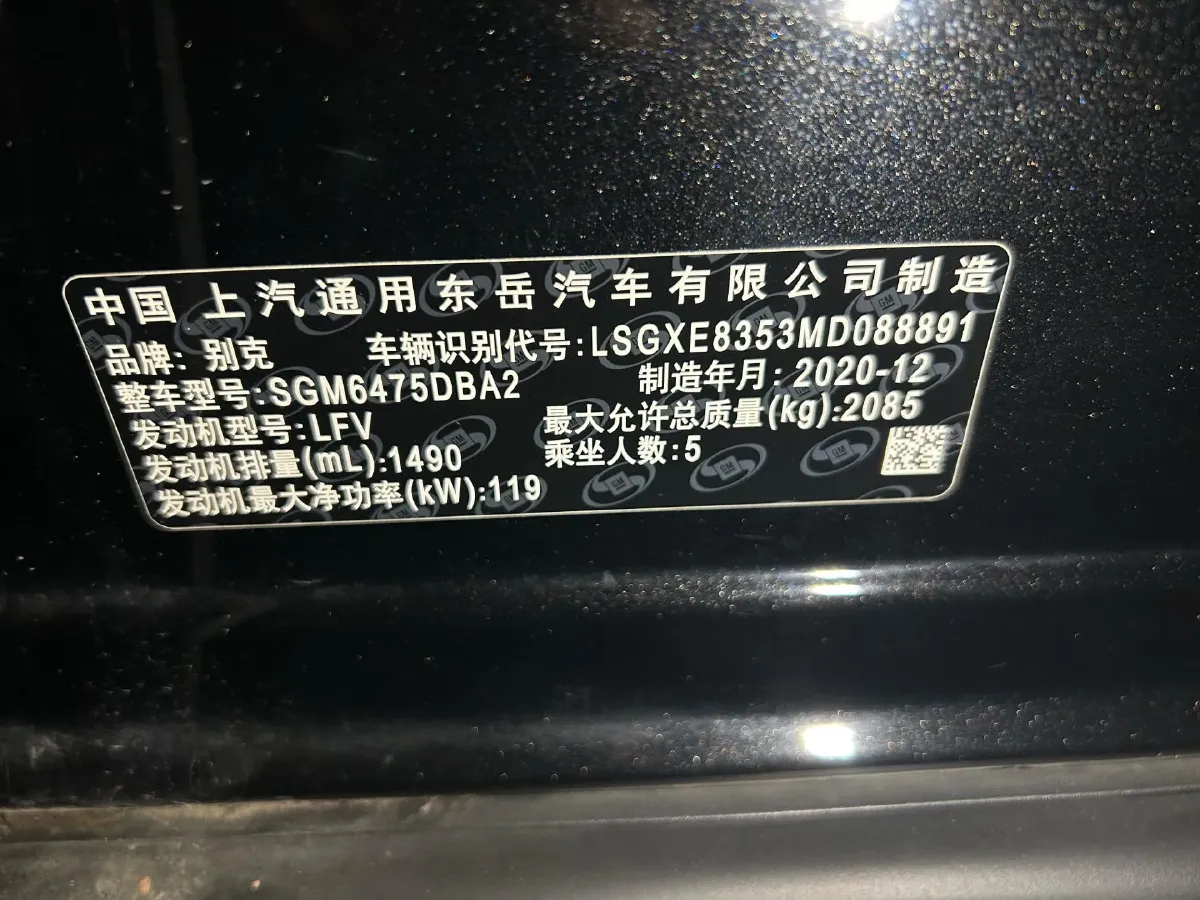 中国 上汽通用东岳汽车有限公司制造
品牌: 别克 车辆识别代号:LSGXE8353MD088891
整车型号:SGM6475DBA2 制造年月: 2020-12
发动机型号:LFV 最大允许总质量(kg):2085
发动机排量(mL):1490 乘坐人数:5
发动机最大净功率(kW):119
GM